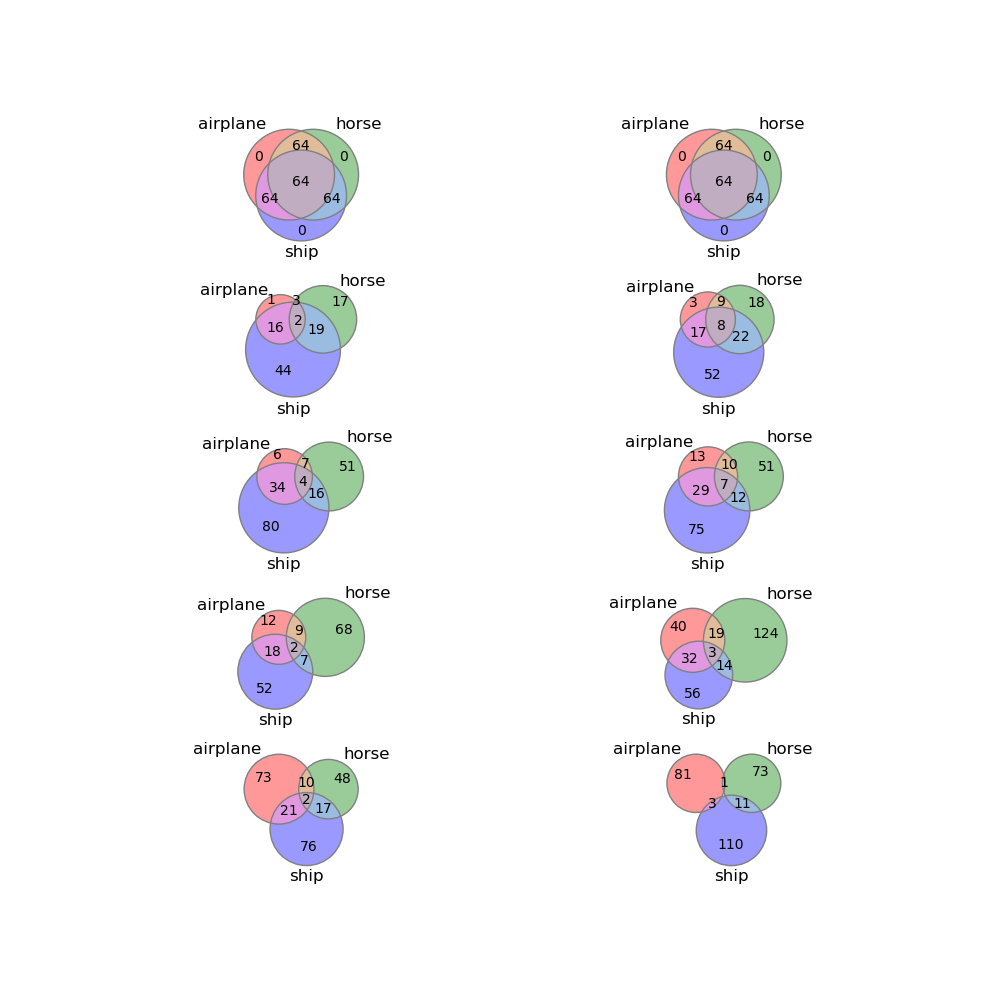 airplane horse airplane horse
64 64
0 0 0 0
64 64
64 64 64 64
0 0
ship ship
airplane horse airplane horse
1 3 17 3 9 18
16 2 19 17 8 22
44 52
ship ship
airplane horse airplane horse
6 7 51 13 10 51
34 4 16 29 7 12
80 75
ship ship
airplane horse airplane horse
12 9 68 40 19 124
18 2 7 32 3 14
52 56
ship ship
airplane horse airplane horse
73 10 48 81 1 73
21 2 17 3 11
76 110
ship ship